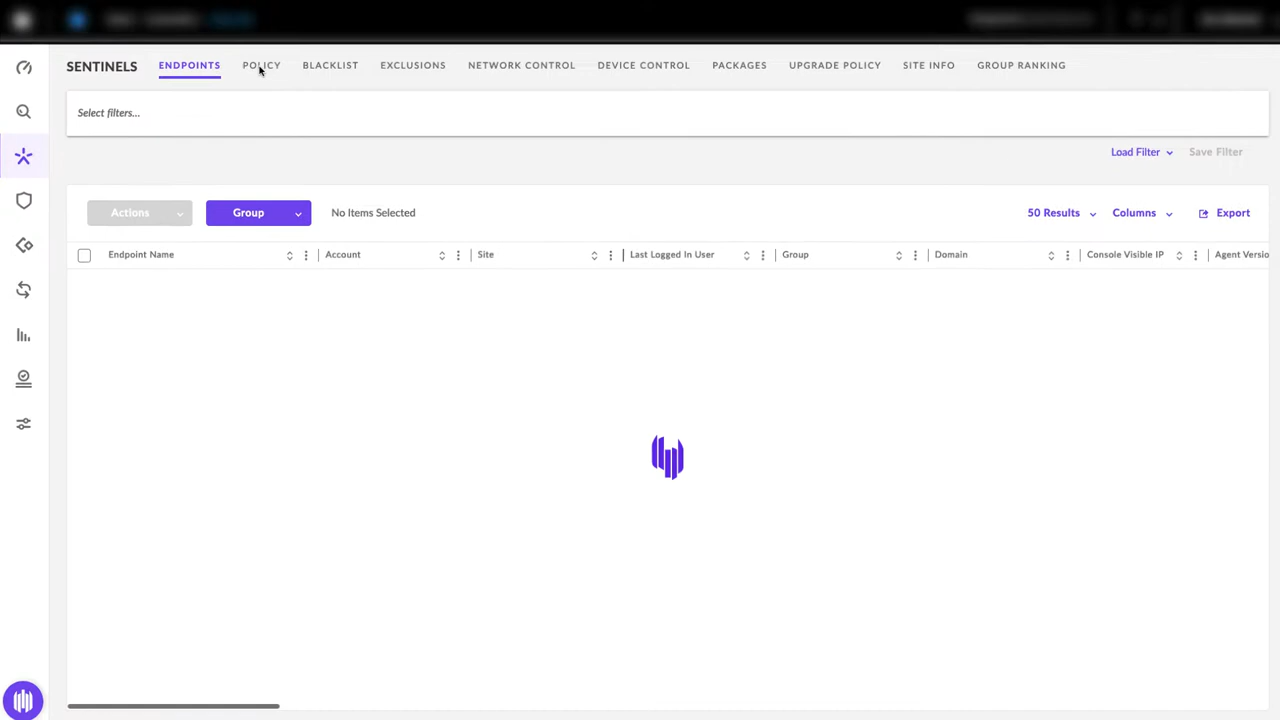 SENTINELS ENDPOINTS POLICY BLACKLIST EXCLUSIONS NETWORK CONTROL DEVICE CONTROL PACKAGES UPGRADE POLICY SITE INFO GROUP RANKING
Select filters...
Load Filter Save Filter
Actions Group No Items Selected 50 Results Columns Export
Endpoint Name Account Site Last Logged In User Group Domain Console Visible IP Agent Versio